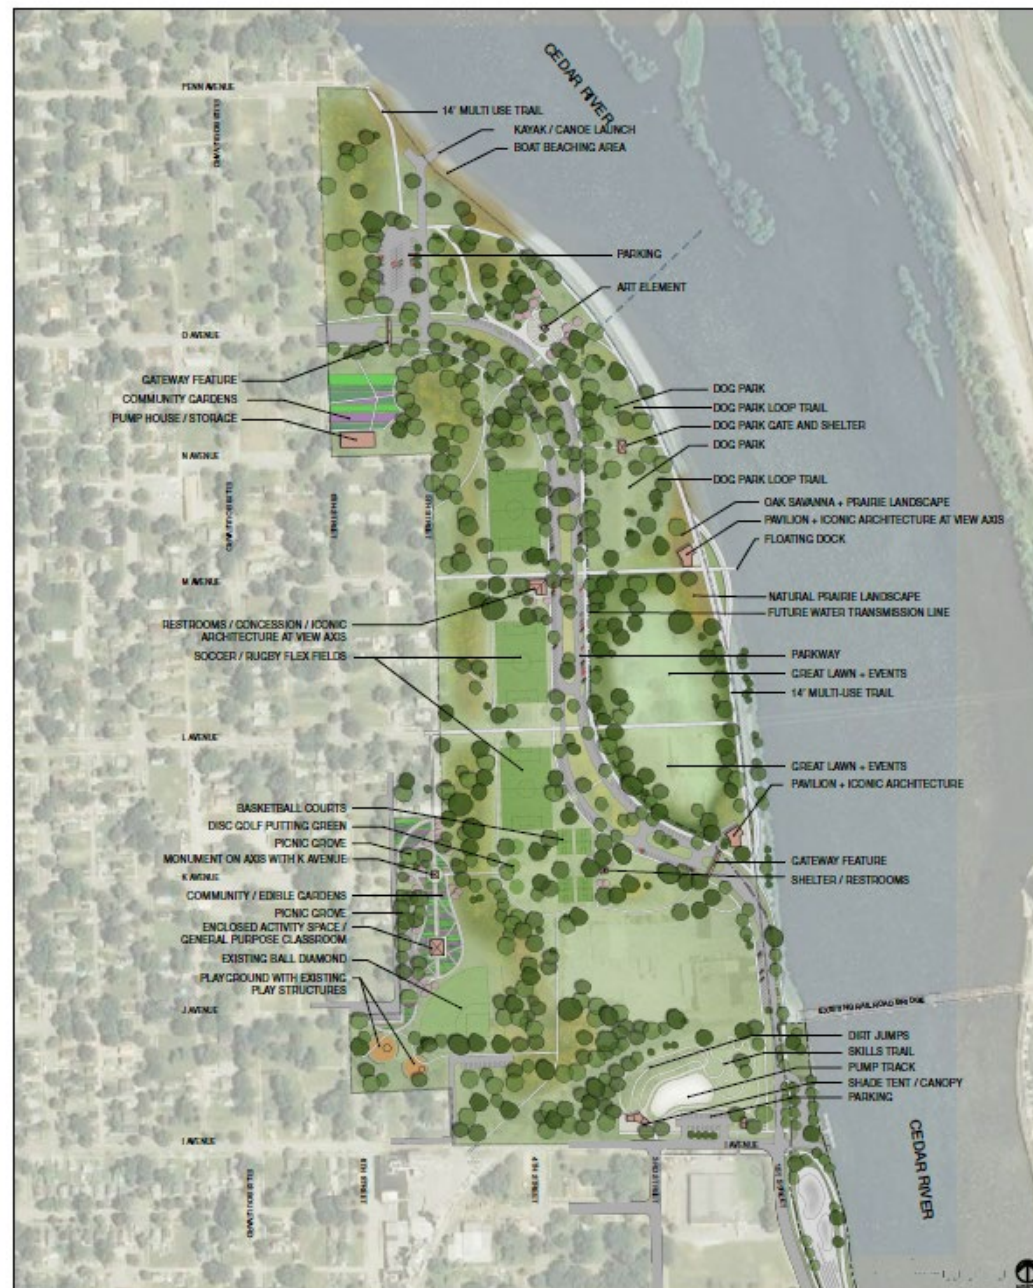 CEDAR RIVER
PENN AVENUE
14' MULTI USE TRAIL
KAYAK / CANOE LAUNCH
BOAT BEACHING AREA
PARKING
ART ELEMENT
O AVENUE
GATEWAY FEATURE
COMMUNITY GARDENS
PUMP HOUSE / STORAGE
N AVENUE
DOG PARK
DOG PARK LOOP TRAIL
DOG PARK GATE AND SHELTER
DOG PARK
DOG PARK LOOP TRAIL
OAK SAVANNA + PRAIRIE LANDSCAPE
PAVILION + ICONIC ARCHITECTURE AT VIEW AXIS
FLOATING DOCK
M AVENUE
NATURAL PRAIRIE LANDSCAPE
FUTURE WATER TRANSMISSION LINE
RESTROOMS / CONCESSION / ICONIC
ARCHITECTURE AT VIEW AXIS
SOCCER / RUGBY FLEX FIELDS
PARKWAY
GREAT LAWN + EVENTS
14' MULTI-USE TRAIL
L AVENUE
GREAT LAWN + EVENTS
PAVILION + ICONIC ARCHITECTURE
BASKETBALL COURTS
DISC GOLF PUTTING GREEN
PICNIC GROVE
MONUMENT ON AXIS WITH K AVENUE
K AVENUE
COMMUNITY / EDIBLE GARDENS
PICNIC GROVE
ENCLOSED ACTIVITY SPACE /
GENERAL PURPOSE CLASSROOM
EXISTING BALL DIAMOND
PLAYGROUND WITH EXISTING
PLAY STRUCTURES
GATEWAY FEATURE
SHELTER / RESTROOMS
J AVENUE
EXISTING RAILROAD BRIDGE
DIRT JUMPS
SKILLS TRAIL
PUMP TRACK
SHADE TENT / CANOPY
PARKING
I AVENUE
I AVENUE
4TH STREET
3RD STREET
1ST STREET
CEDAR RIVER